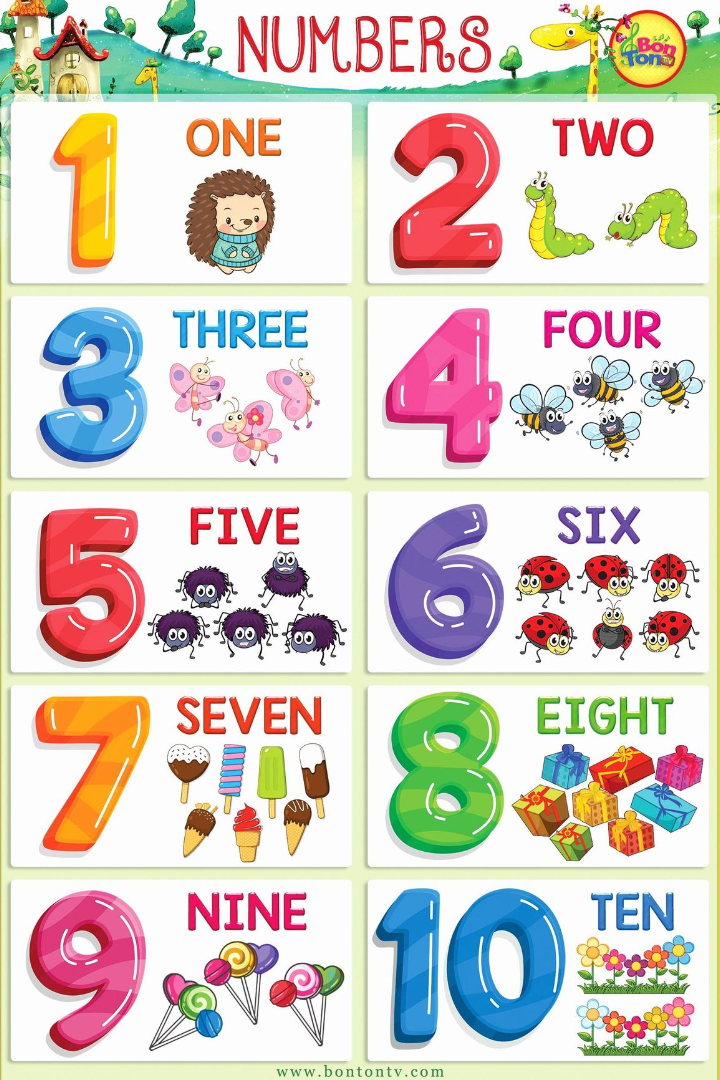 NUMBERS
Bon
Ton TV
1
ONE
2
TWO
3
THREE
4
FOUR
5
FIVE
6
SIX
7
SEVEN
8
EIGHT
9
NINE
10
TEN
www.bontontv.com